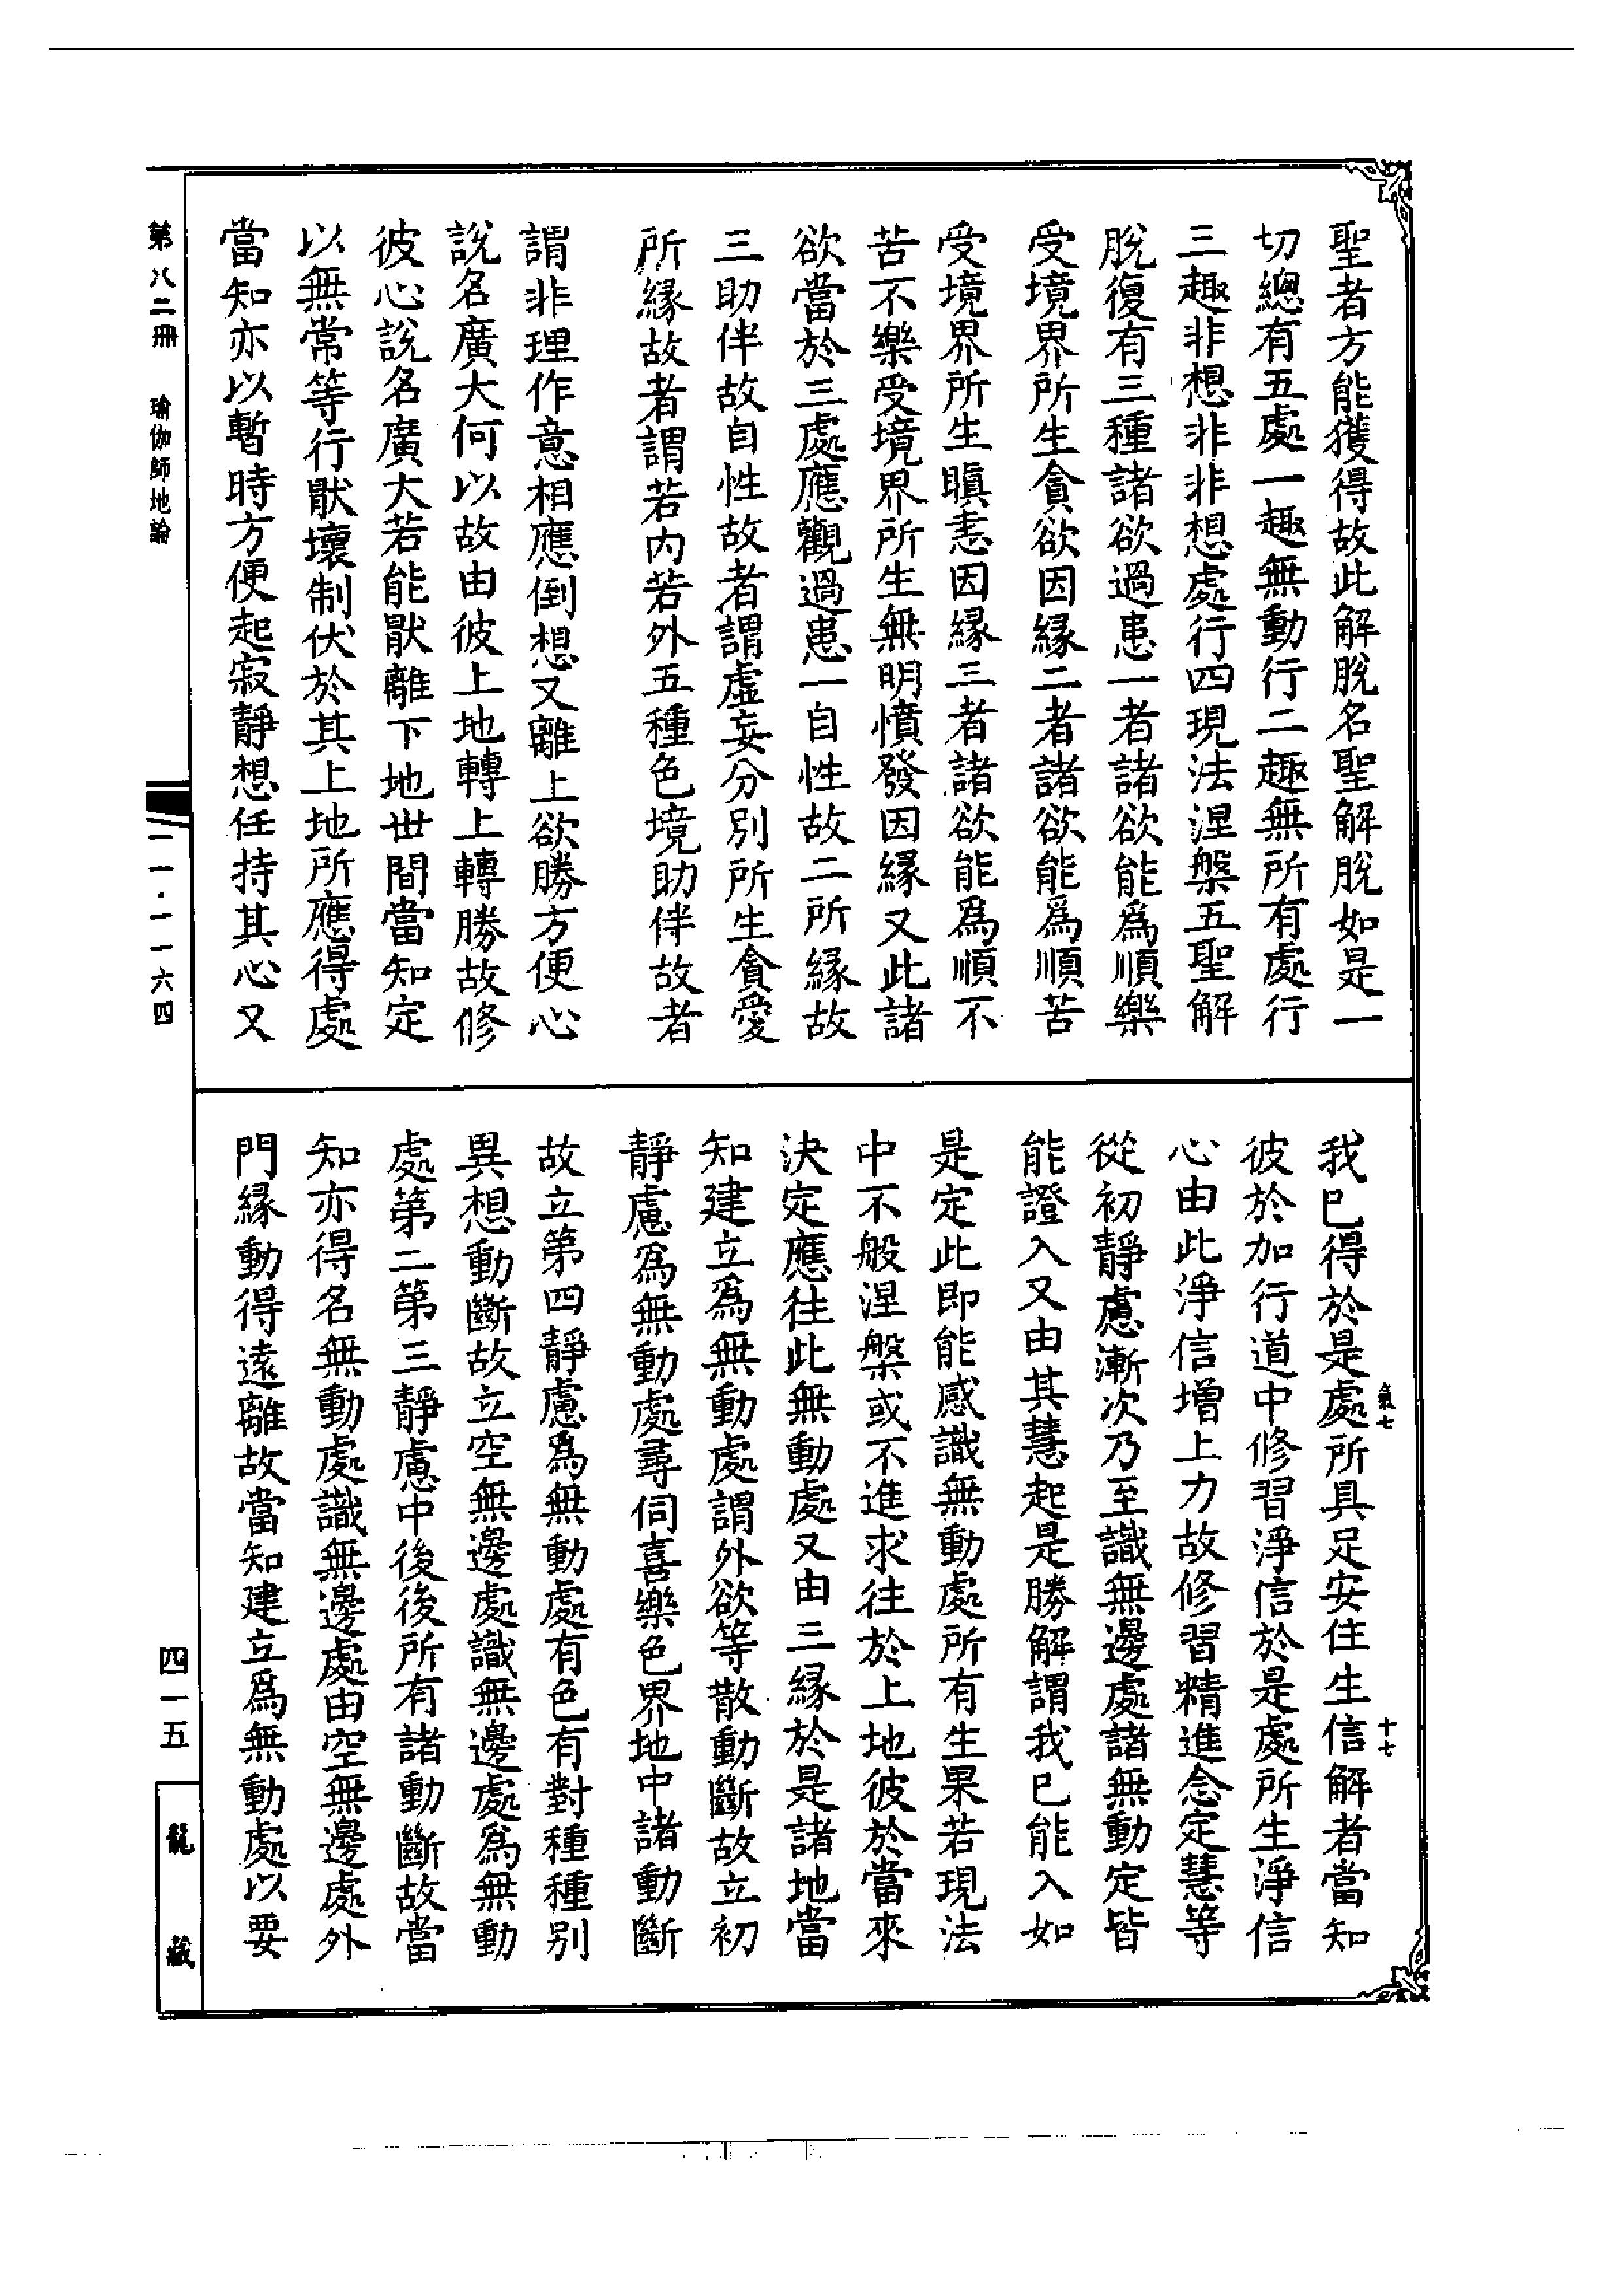 聖者方能獲得故此解脫名聖解脫如是一
切總有五處一趣無動行二趣無所有處行
三趣非想非非想處行四現法涅槃五聖解
脫復有三種諸欲過患一者諸欲能爲順樂
受境界所生貪欲因緣二者諸欲能爲順苦
受境界所生瞋恚因緣三者諸欲能爲順不
苦不樂受境界所生無明憤發因緣又此諸
欲當於三處應觀過患一自性故二所緣故
三助伴故自性故者謂虛妄分別所生貪愛
所緣故者謂若內若外五種色境助伴故者
謂非理作意相應倒想又離上欲勝方便心
說名廣大何以故由彼上地轉上轉勝故修
彼心說名廣大若能厭離下地世間當知定
以無常等行厭壞制伏於其上地所應得處
當知亦以暫時方便起寂靜想任持其心又
我已得於是處所具足安住生信解者當知
彼於加行道中修習淨信於是處所生淨信
心由此淨信增上力故修習精進念定慧等
從初靜慮漸次乃至識無邊處諸無動定皆
能證入又由其慧起是勝解謂我已能入如
是定此即能感識無動處所有生果若現法
中不般涅槃或不進求往於上地彼於當來
決定應往此無動處又由三緣於是諸地當
知建立爲無動處謂外欲等散動斷故立初
靜慮爲無動處尋伺喜樂色界地中諸動斷
故立第四靜慮爲無動處有色有對種種别
異想動斷故立空無邊處識無邊處爲無動
處第二第三靜慮中後後所有諸動斷故當
知亦得名無動處識無邊處由空無邊處外
門緣動得遠離故當知建立爲無動處以要
第八二冊 瑜伽師地論
二一·一一六四
四一五
龍藏
氣七
十七